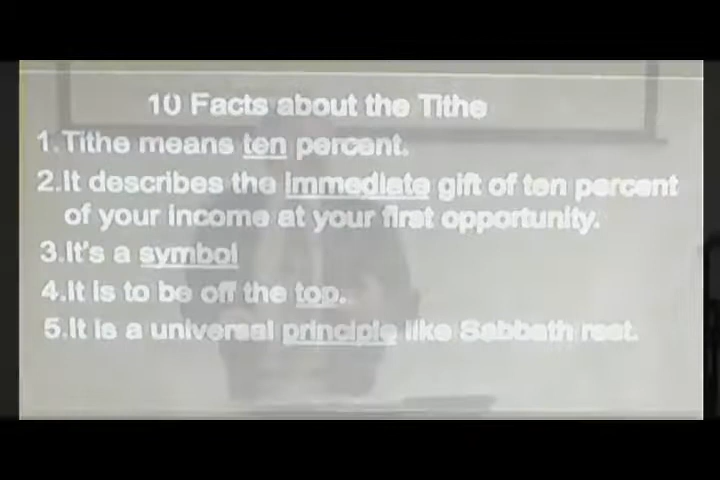 10 Facts about the Tithe
1.Tithe means ten percent.
2.It describes the immediate gift of ten percent
of your income at your first opportunity.
3.It's a symbol
4.It is to be off the top.
5.It is a universal principle like Sabbath rest.